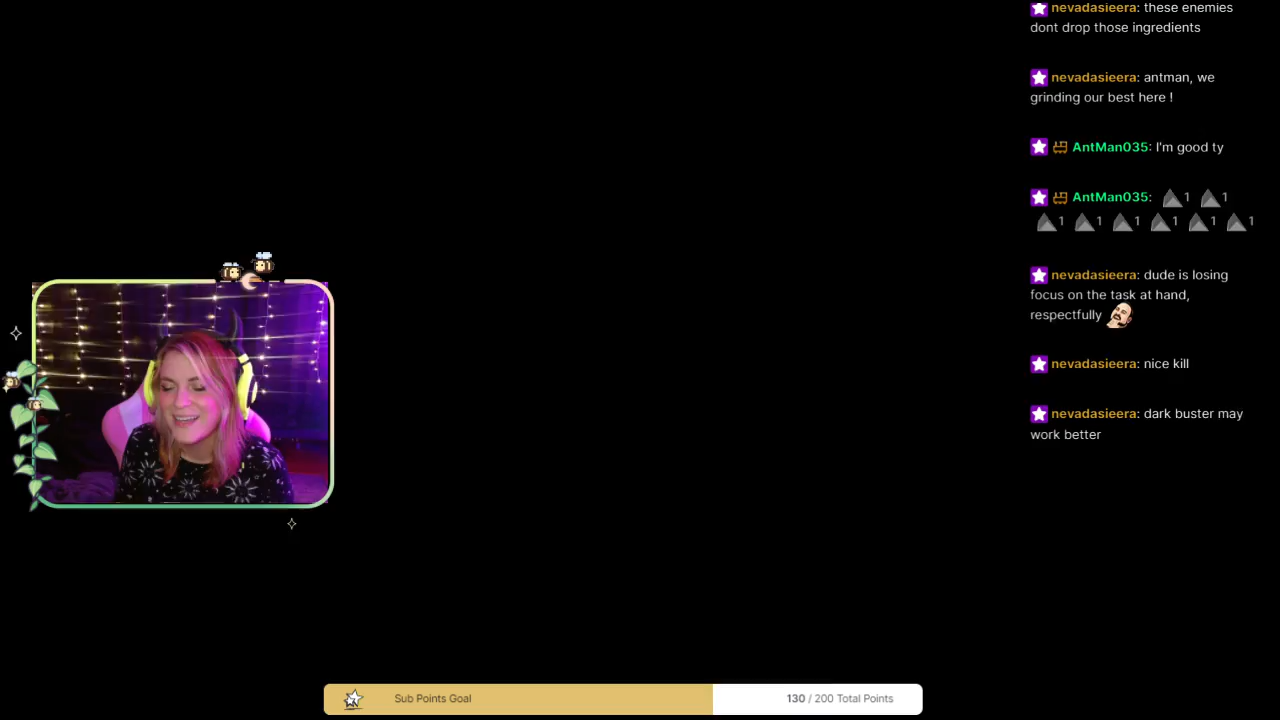 nevadasieera: these enemies
dont drop those ingredients
nevadasieera: antman, we
grinding our best here !
AntMan035: I'm good ty
AntMan035: 1 1
1 1 1 1 1 1
nevadasieera: dude is losing
focus on the task at hand,
respectfully
nevadasieera: nice kill
nevadasieera: dark buster may
work better
Sub Points Goal
130 / 200 Total Points